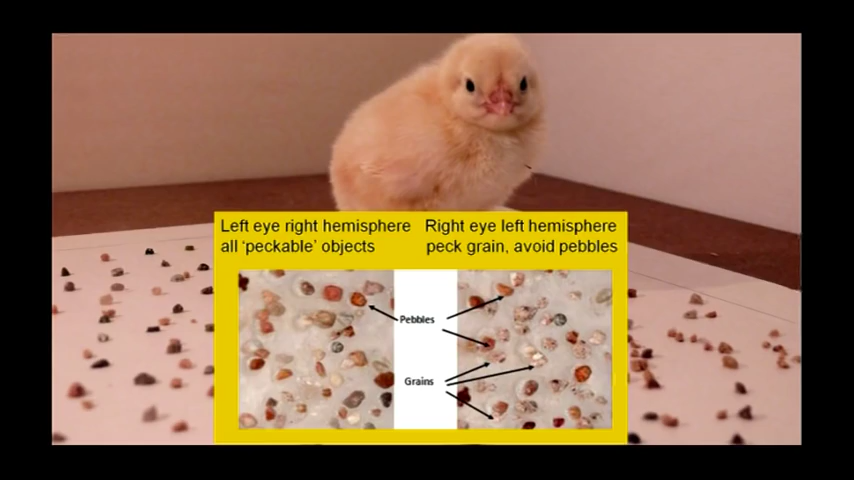 Left eye right hemisphere
all ‘peckable’ objects
Right eye left hemisphere
peck grain, avoid pebbles
Pebbles
Grains